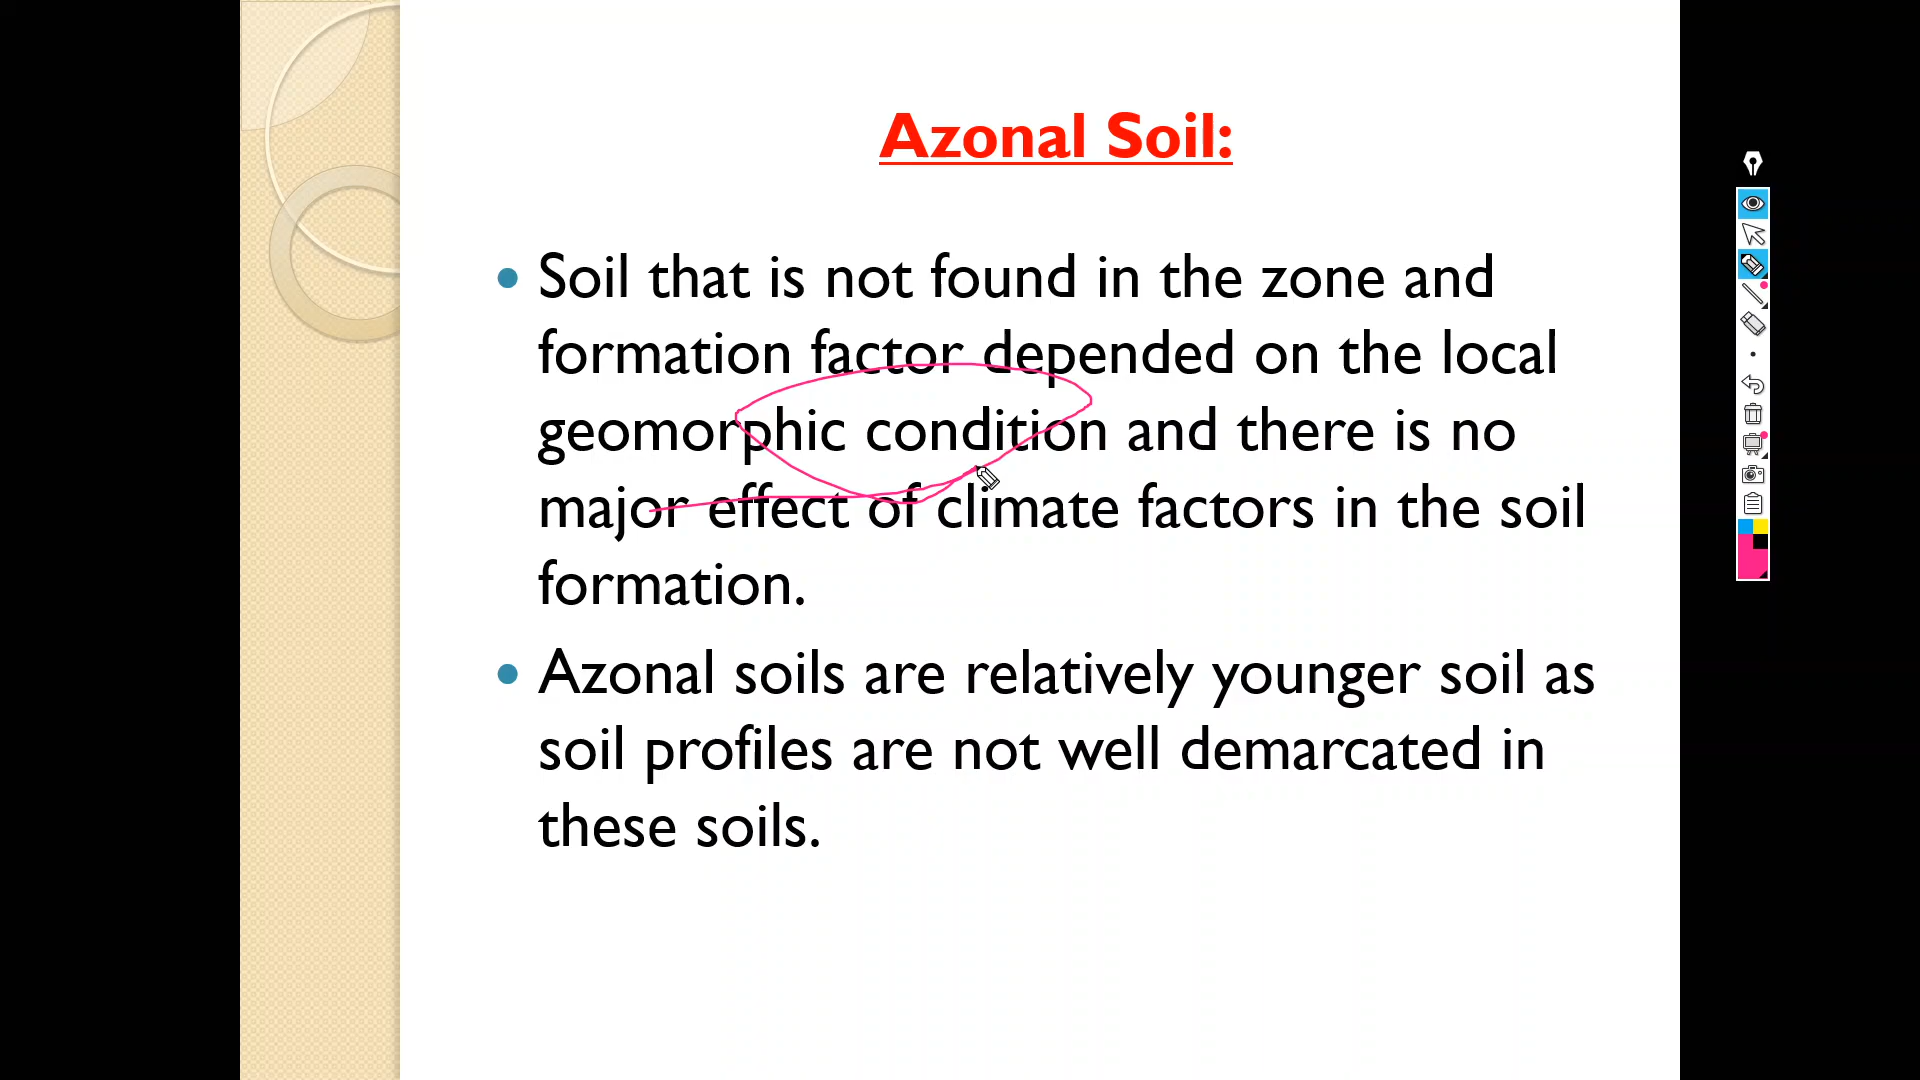 Azonal Soil:
Soil that is not found in the zone and
formation factor depended on the local
geomorphic condition and there is no
major effect of climate factors in the soil
formation.
Azonal soils are relatively younger soil as
soil profiles are not well demarcated in
these soils.